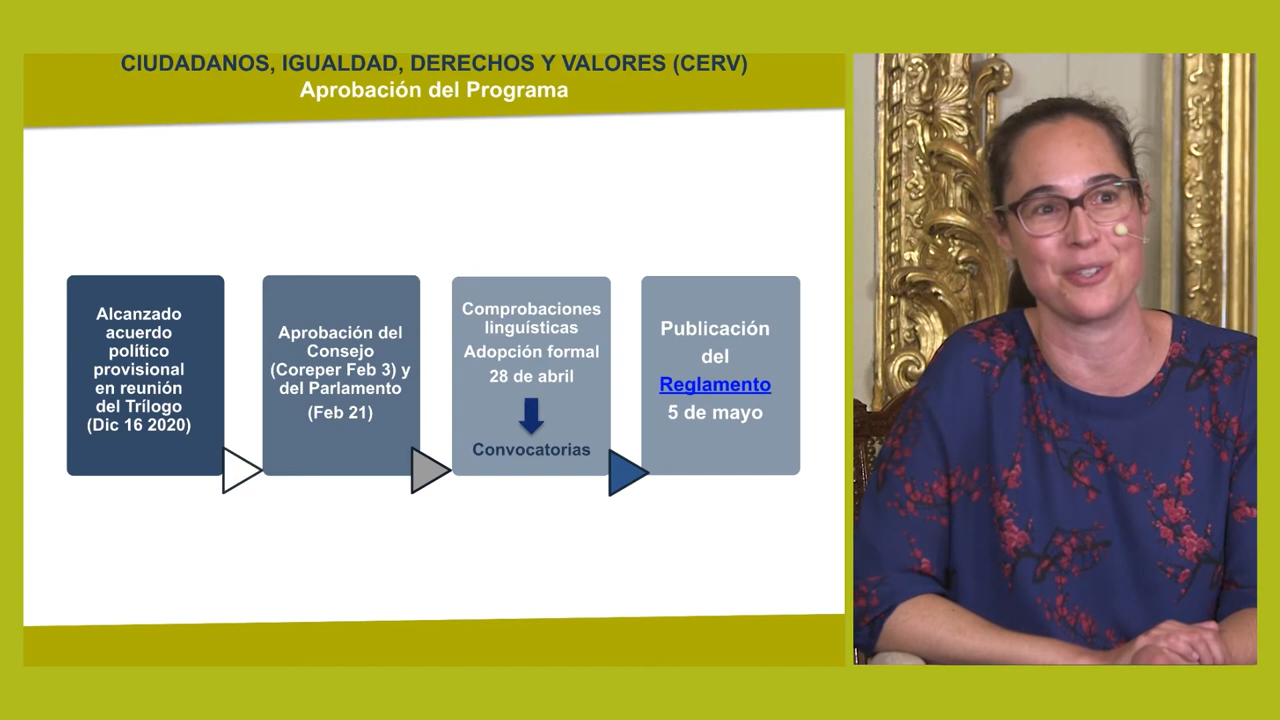 CIUDADANOS, IGUALDAD, DERECHOS Y VALORES (CERV)
Aprobación del Programa
Alcanzado
acuerdo
político
provisional
en reunión
del Trílogo
(Dic 16 2020)
Aprobación del
Consejo
(Coreper Feb 3) y
del Parlamento
(Feb 21)
Comprobaciones
linguísticas
Adopción formal
28 de abril
Convocatorias
Publicación
del
Reglamento
5 de mayo